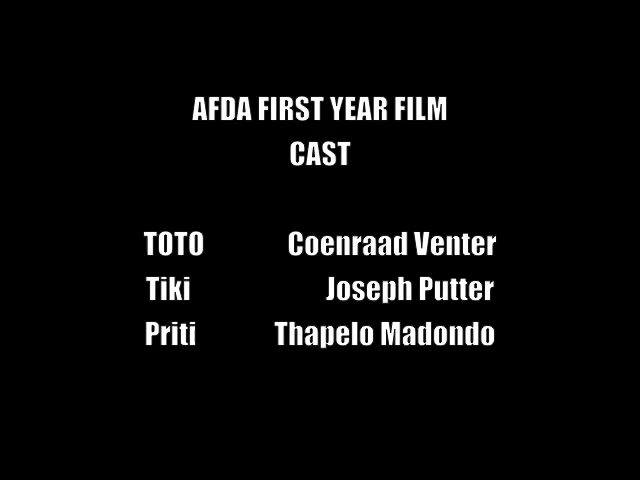 AFDA FIRST YEAR FILM
CAST
TOTO Coenraad Venter
Tiki Joseph Putter
Priti Thapelo Madondo